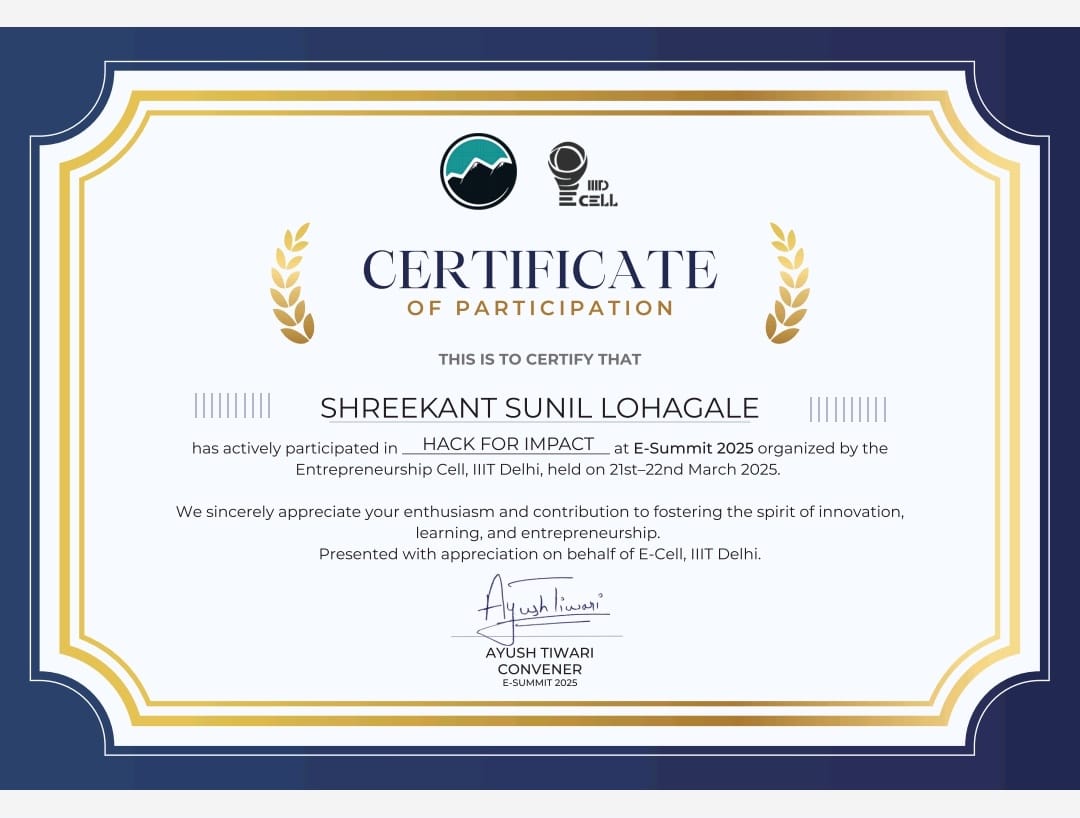 IIID
E CELL
CERTIFICATE
OF PARTICIPATION
THIS IS TO CERTIFY THAT
SHREEKANT SUNIL LOHAGALE
has actively participated in HACK FOR IMPACT at E-Summit 2025 organized by the
Entrepreneurship Cell, IIIT Delhi, held on 21st–22nd March 2025.
We sincerely appreciate your enthusiasm and contribution to fostering the spirit of innovation,
learning, and entrepreneurship.
Presented with appreciation on behalf of E-Cell, IIIT Delhi.
Ayush Tiwari
AYUSH TIWARI
CONVENER
E-SUMMIT 2025